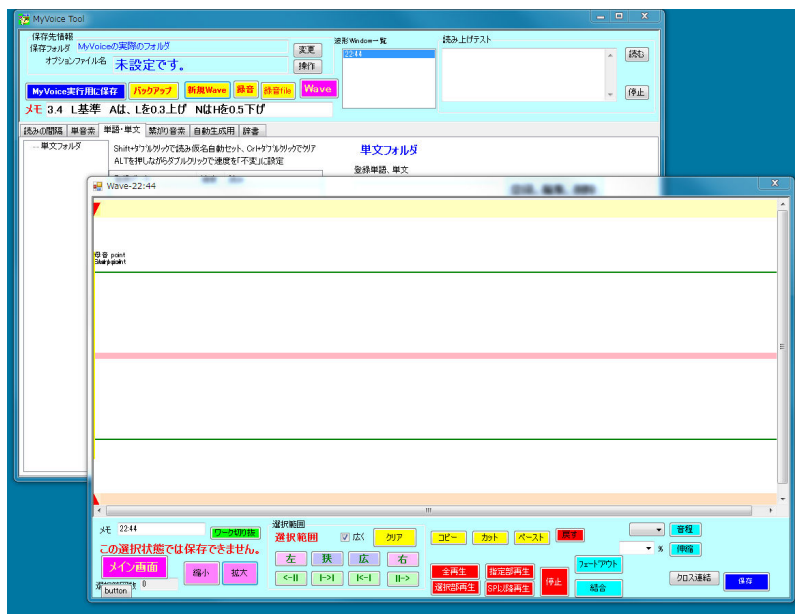 MyVoice Tool
保存先情報
保存フォルダ MyVoiceの実際のフォルダ 変更
オプションファイル名 未設定です。 操作
MyVoice実行用に保存 バックアップ 新規Wave 録音 録音file Wave
メモ 3.4 L基準 Aは、Lを0.3上げ NはHを0.5下げ
波形Window一覧
22:44
読み上げテスト
読む
停止
読みの間隔 単音素 単語・単文 禁則り音素 自動生成用 辞書
単文フォルダ
Shift+ダブルクリックで読み仮名自動セット、Crl+ダブルクリックでクリア
ALTを押しながらダブルクリックで速度を「不変」に設定
単文フォルダ
登録単語、単文
Wave-22:44
母音 point
メモ 22:44 ワーク切り抜
この選択状態では保存できません。
メイン画面 縮小 拡大
0
button
選択範囲
選択範囲 広く クリア
左 狭 広 右
<-|| |->| |<-| ||->
コピー カット ペースト 戻す
全再生 指定部再生
選択部再生 SP以降再生
停止
フェードアウト
結合
音程
% 伸縮
クロス連結 保存